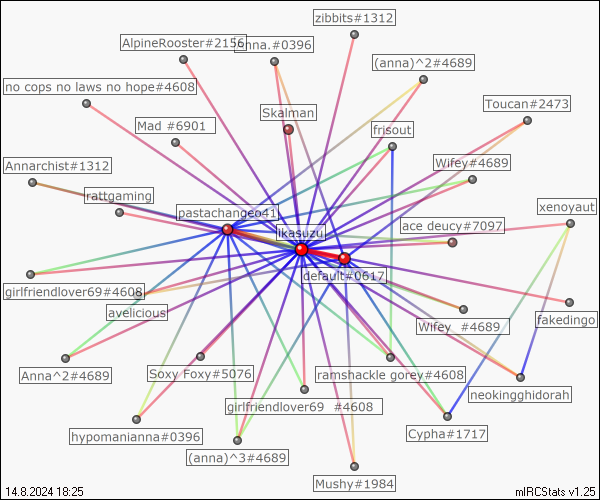 zibbits#1312
AlpineRooster#2156
nna.#0396
(anna)^2#4689
no cops no laws no hope#4608
Toucan#2473
Skalman
Mad #6901
frisout
Annarchist#1312
Wifey#4689
rattgaming
xenoyaut
pastachangeo41
ace deucy#7097
ikasuzu
default#0617
girlfriendlover69#4608
avelicious
fakedingo
Wifey  #4689
Anna^2#4689
Soxy Foxy#5076
ramshackle gorey#4608
neokingghidorah
girlfriendlover69  #4608
hypomanianna#0396
Cypha#1717
(anna)^3#4689
Mushy#1984
14.8.2024 18:25
mIRCStats v1.25